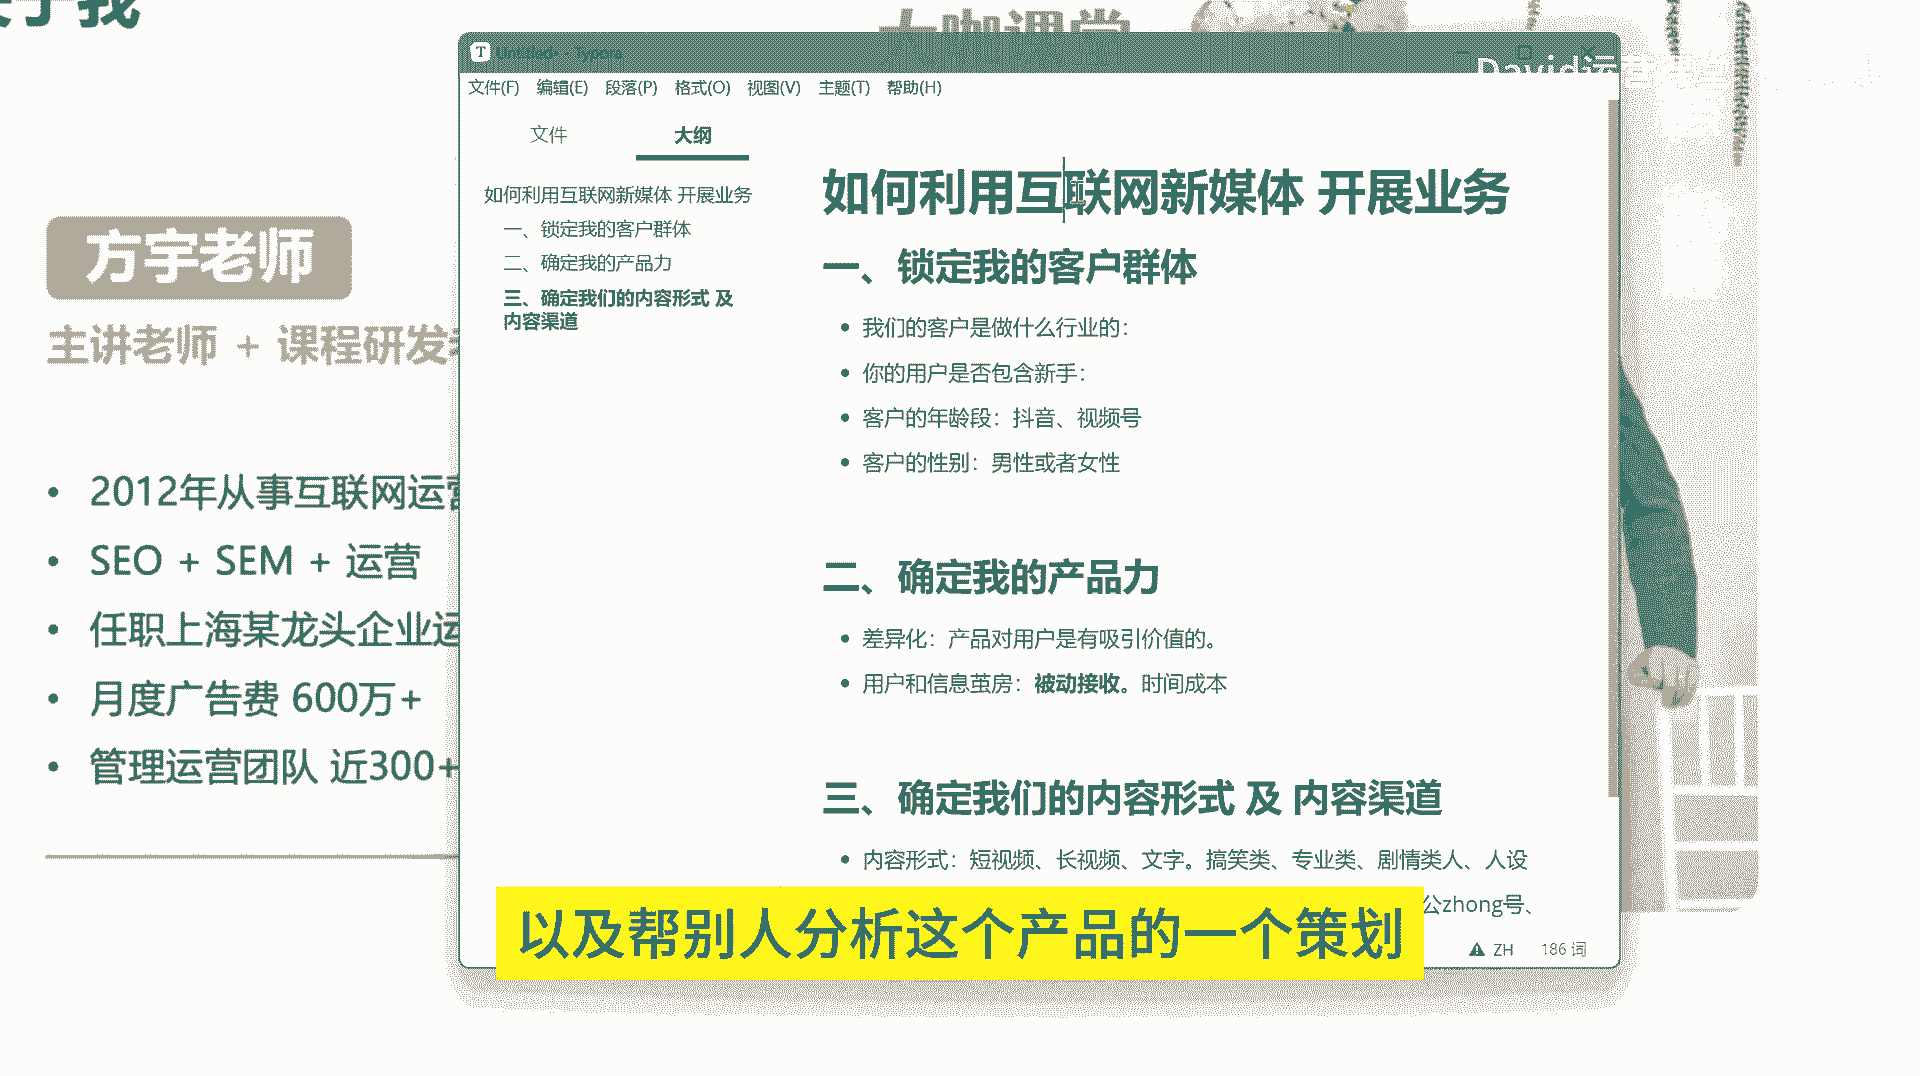 于我
大咖课堂
方宇老师
主讲老师 + 课程研发
• 2012年从事互联网运营
• SEO + SEM + 运营
• 任职上海某龙头企业运
• 月度广告费 600万+
• 管理运营团队 近300+
Untitled• - Typora
David运营
文件(F) 编辑(E) 段落(P) 格式(O) 视图(V) 主题(T) 帮助(H)
文件 大纲
如何利用互联网新媒体 开展业务
一、锁定我的客户群体
二、确定我的产品力
三、确定我们的内容形式 及
内容渠道
如何利用互联网新媒体 开展业务
一、锁定我的客户群体
• 我们的客户是做什么行业的：
• 你的用户是否包含新手：
• 客户的年龄段：抖音、视频号
• 客户的性别：男性或者女性
二、确定我的产品力
• 差异化：产品对用户是有吸引价值的。
• 用户和信息茧房：被动接收。时间成本
三、确定我们的内容形式 及 内容渠道
• 内容形式：短视频、长视频、文字。搞笑类、专业类、剧情类人、人设
公zhong号、
ZH 186 词
以及帮别人分析这个产品的一个策划